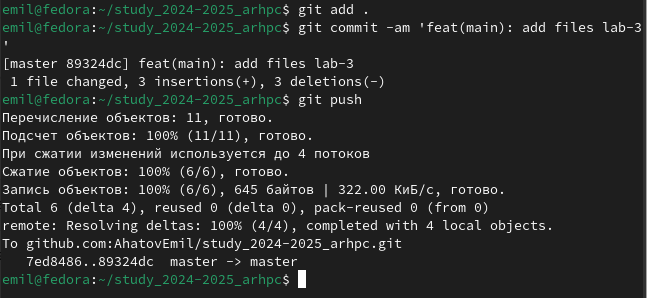 emil@fedora:~/study_2024-2025_arhpc$ git add .
emil@fedora:~/study_2024-2025_arhpc$ git commit -am 'feat(main): add files lab-3
'
[master 89324dc] feat(main): add files lab-3
 1 file changed, 3 insertions(+), 3 deletions(-)
emil@fedora:~/study_2024-2025_arhpc$ git push
Перечисление объектов: 11, готово.
Подсчет объектов: 100% (11/11), готово.
При сжатии изменений используется до 4 потоков
Сжатие объектов: 100% (6/6), готово.
Запись объектов: 100% (6/6), 645 байтов | 322.00 КиБ/с, готово.
Total 6 (delta 4), reused 0 (delta 0), pack-reused 0 (from 0)
remote: Resolving deltas: 100% (4/4), completed with 4 local objects.
To github.com:AhatovEmil/study_2024-2025_arhpc.git
   7ed8486..89324dc  master -> master
emil@fedora:~/study_2024-2025_arhpc$